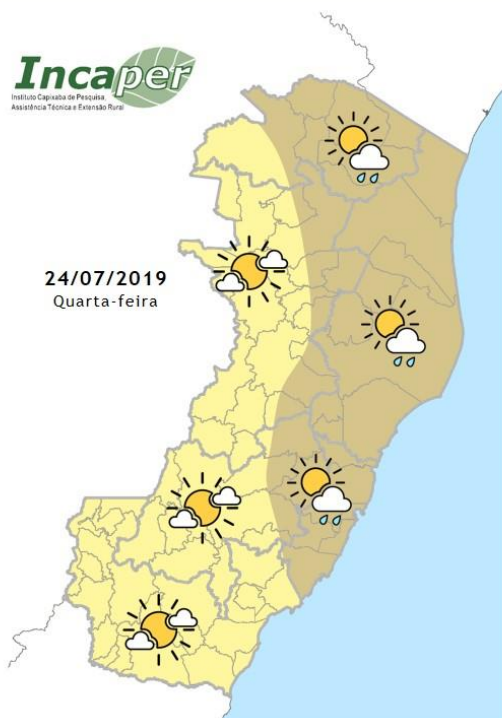 Incaper
Instituto Capixaba de Pesquisa,
Assistência Técnica e Extensão Rural
24/07/2019
Quarta-feira